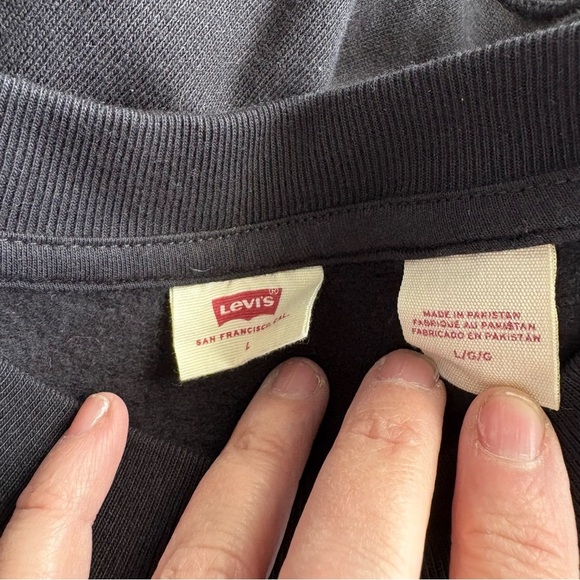 Levi's
SAN FRANCISCO CAL.
L
MADE IN PAKISTAN
FABRIQUÉ AU PAKISTAN
FABRICADO EN PAKISTÁN
L/G/G